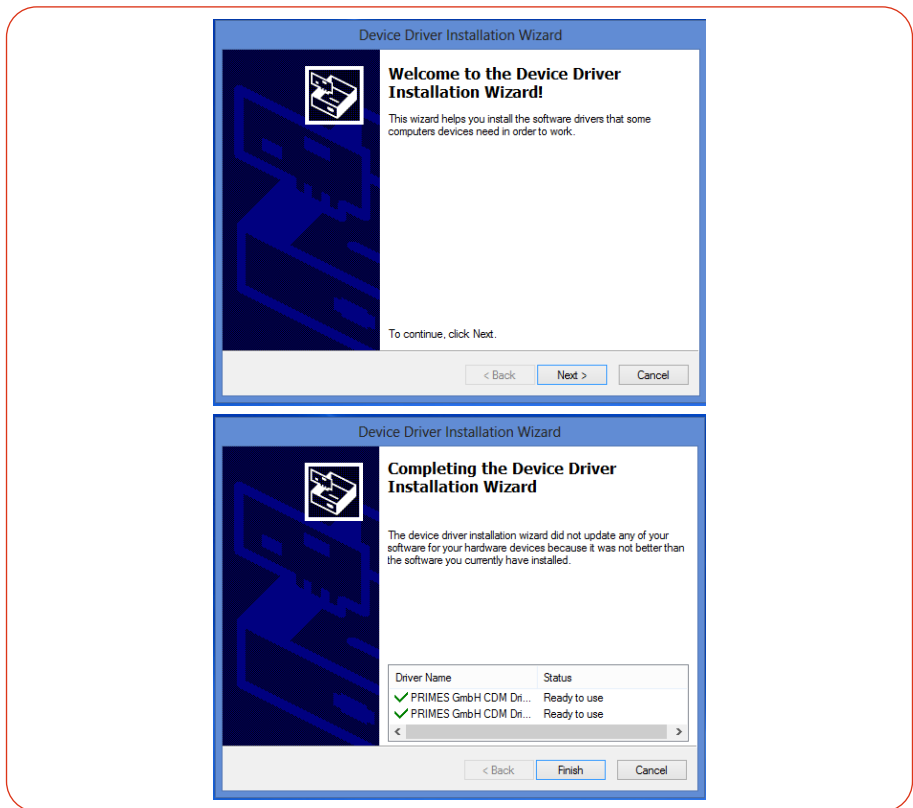 Device Driver Installation Wizard
Welcome to the Device Driver
Installation Wizard!
This wizard helps you install the software drivers that some
computers devices need in order to work.
To continue, click Next.
< Back
Next >
Cancel
Device Driver Installation Wizard
Completing the Device Driver
Installation Wizard
The device driver installation wizard did not update any of your
software for your hardware devices because it was not better than
the software you currently have installed.
Driver Name Status
PRIMES GmbH CDM Dri... Ready to use
PRIMES GmbH CDM Dri... Ready to use
< Back
Finish
Cancel